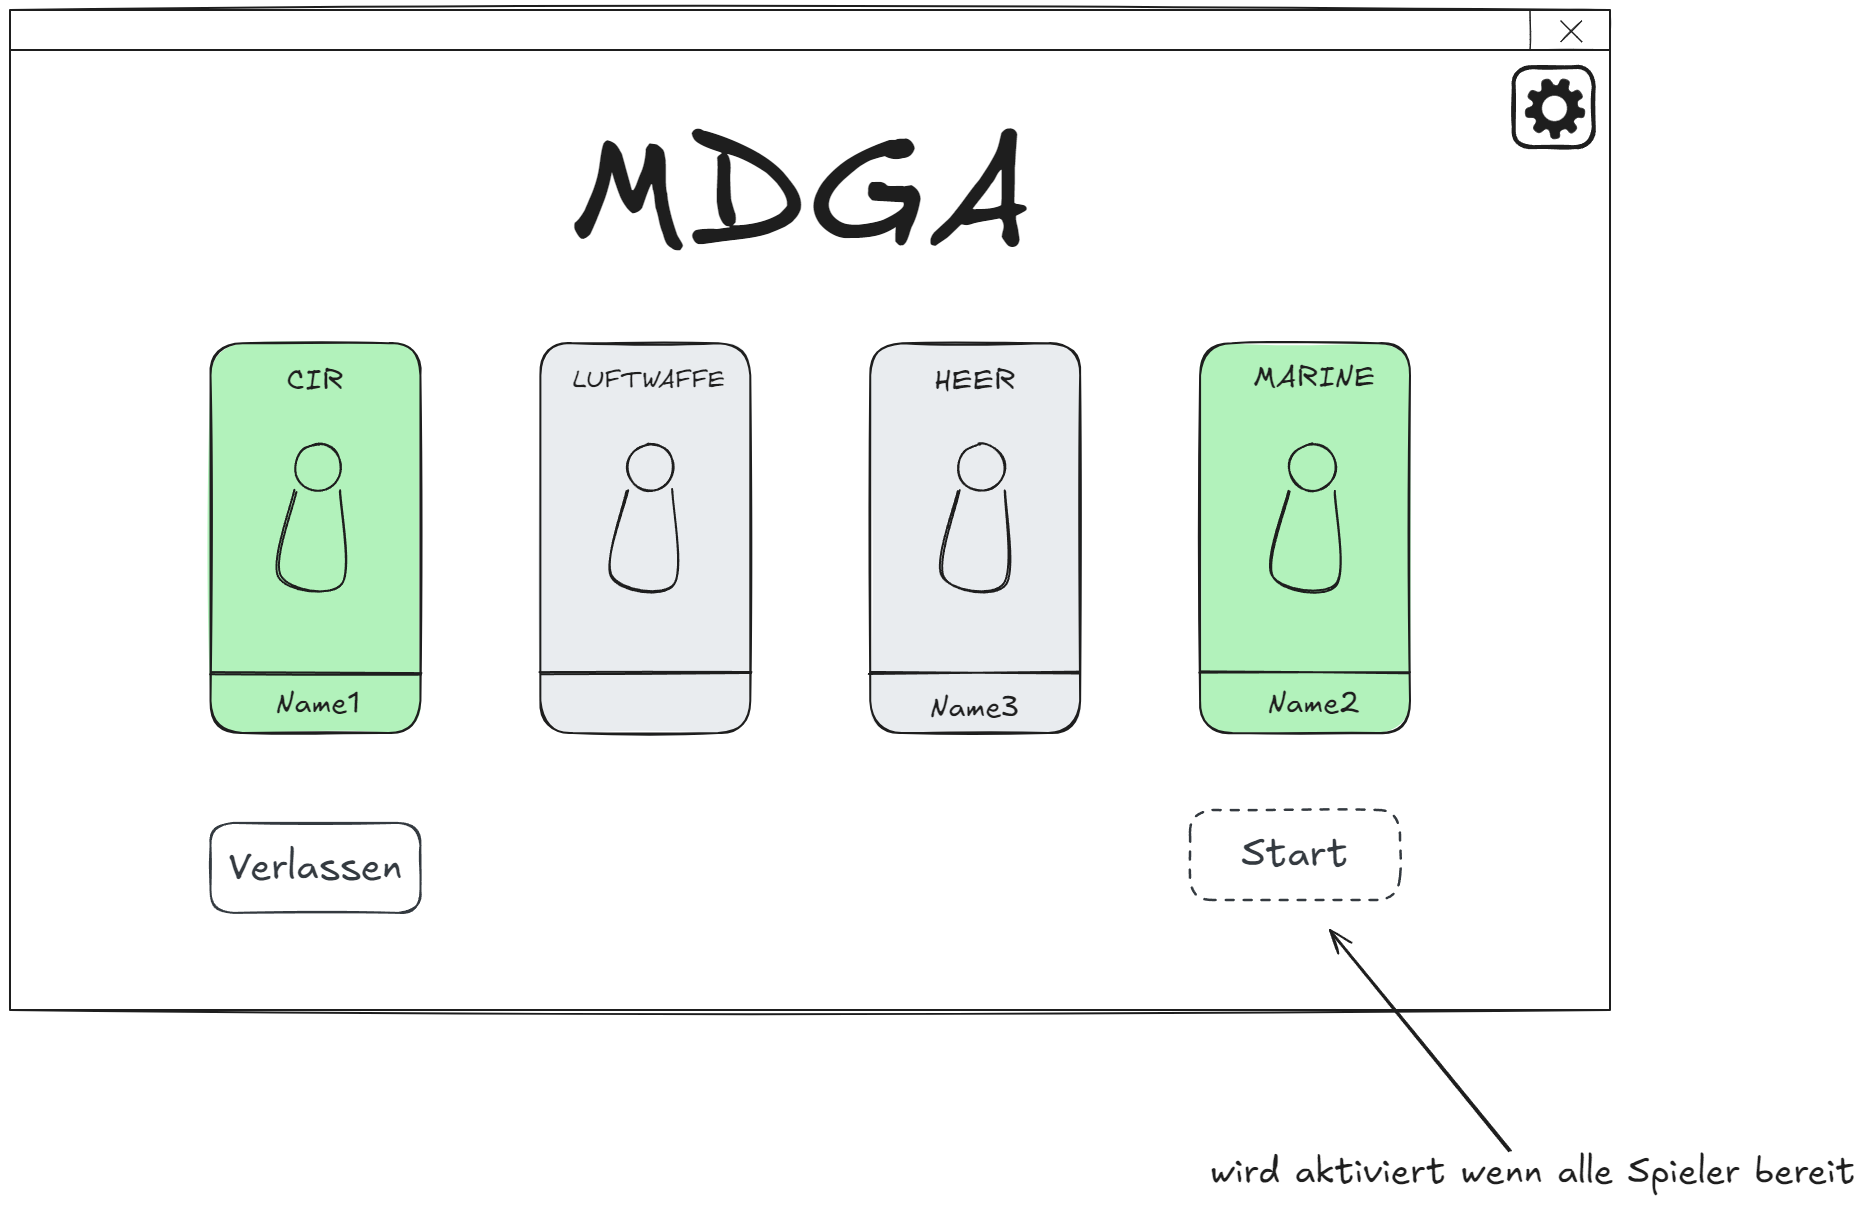 MDGA
CIR
LUFTWAFFE
HEER
MARINE
Name1
Name3
Name2
Verlassen
Start
wird aktiviert wenn alle Spieler bereit